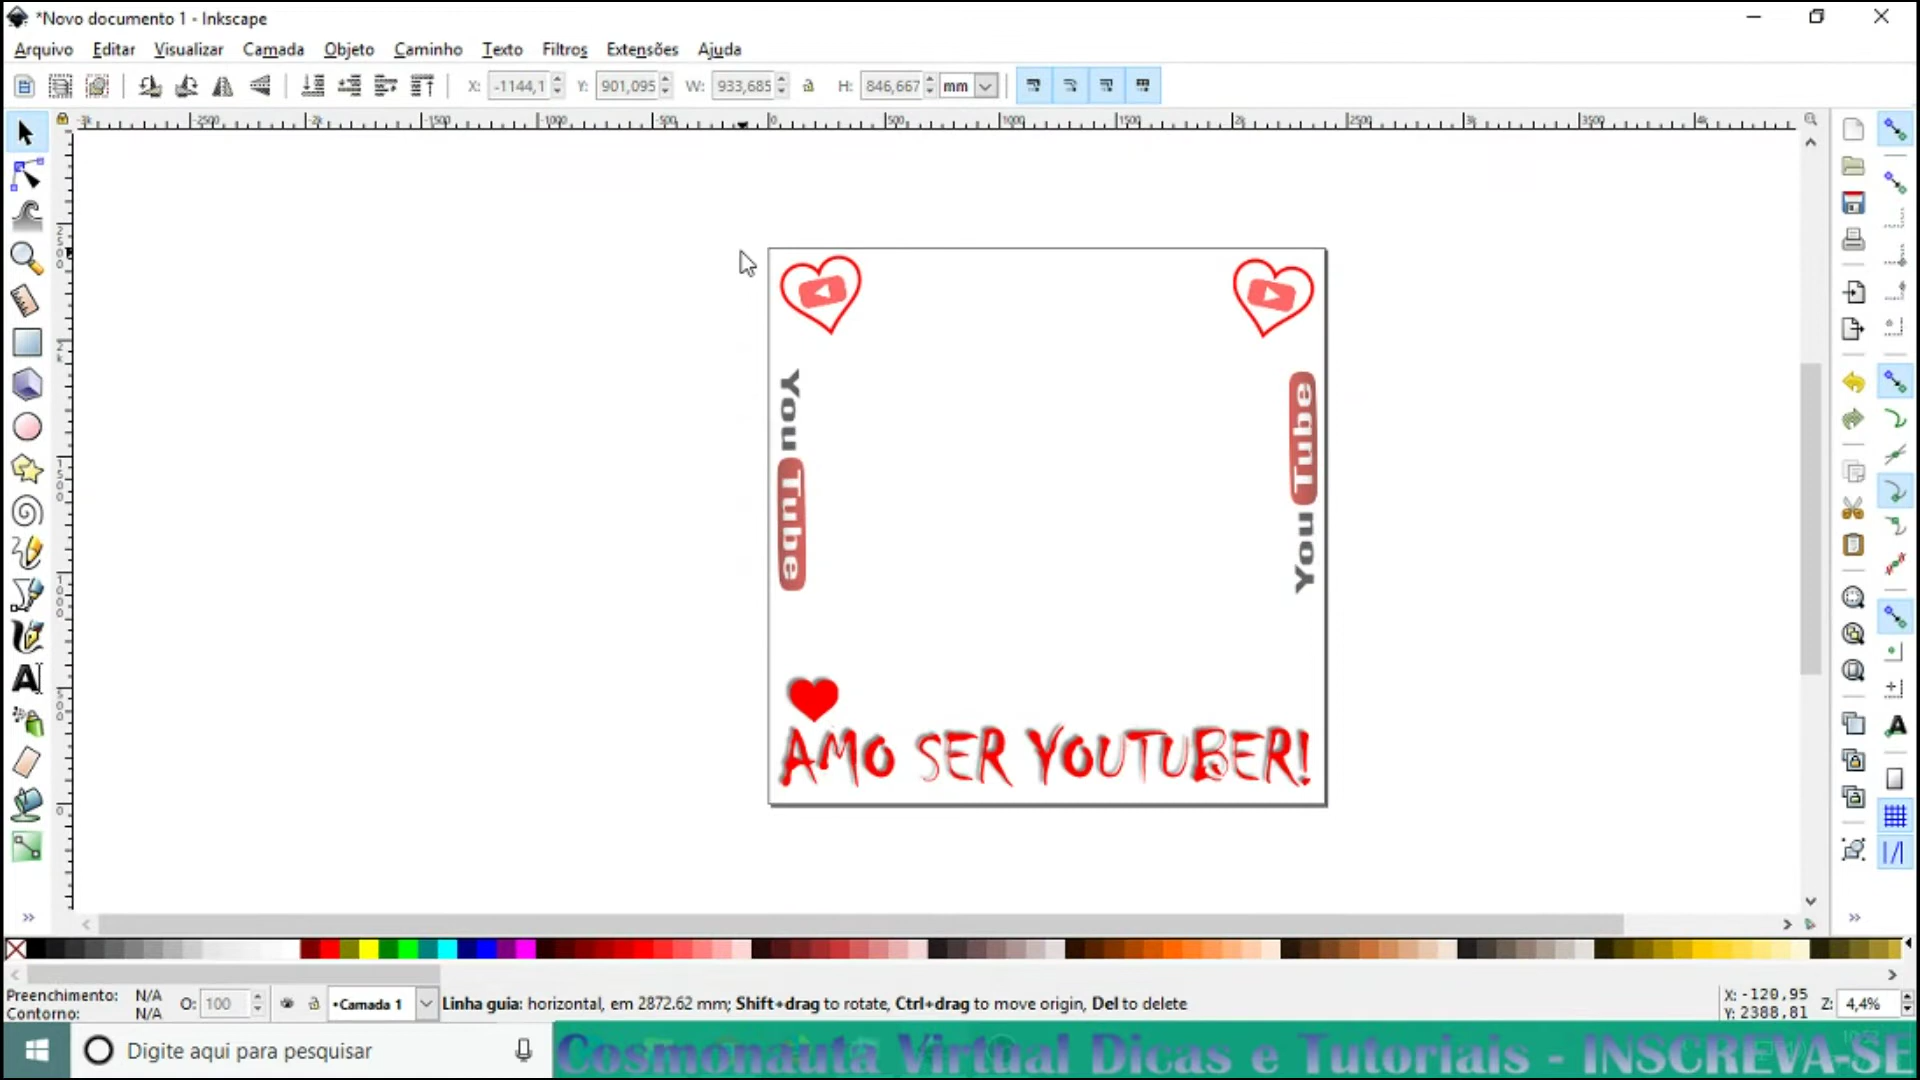 *Novo documento 1 - Inkscape
Arquivo Editar Visualizar Camada Objeto Caminho Texto Filtros Extensões Ajuda
X: -1144,1 Y: 901,095 W: 933,685 H: 846,667 mm
You Tube
You Tube
AMO SER YOUTUBER!
Preenchimento: N/A
Contorno: N/A
O: 100
•Camada 1
Linha guia: horizontal, em 2872.62 mm; Shift+drag to rotate, Ctrl+drag to move origin, Del to delete
X: -120,95
Y: 2388,81
Z: 4,4%
Digite aqui para pesquisar
Cosmonauta Virtual Dicas e Tutoriais - INSCREVA-SE